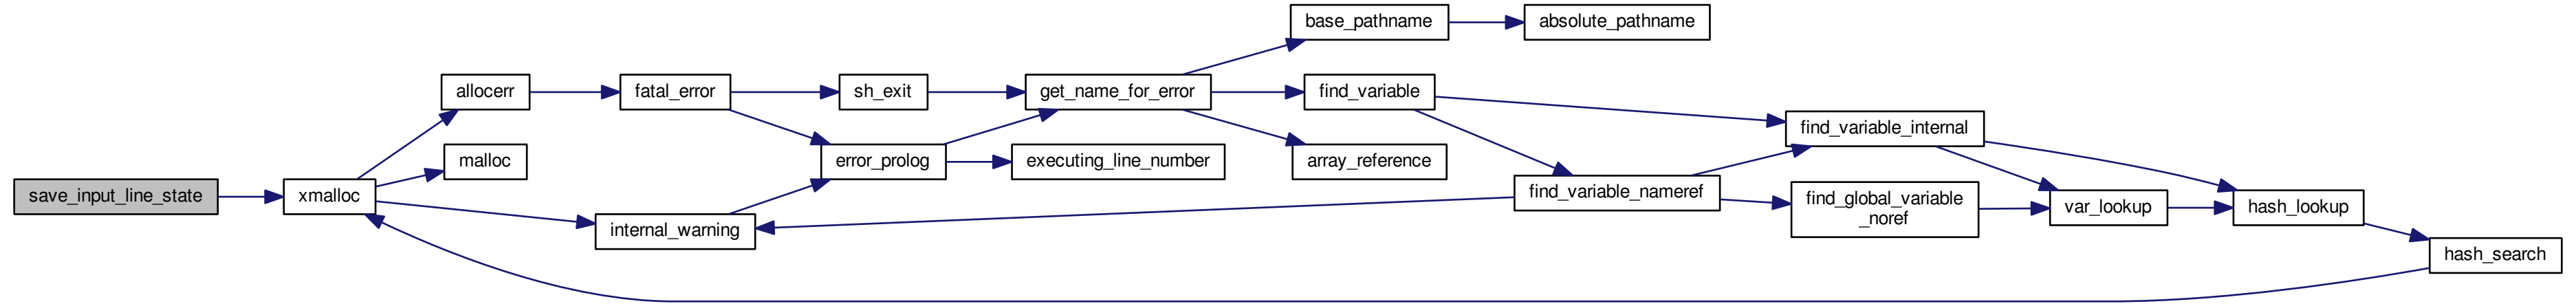 save_input_line_state
xmalloc
allocerr
malloc
internal_warning
fatal_error
sh_exit
error_prolog
get_name_for_error
executing_line_number
base_pathname
absolute_pathname
find_variable
array_reference
find_variable_nameref
find_variable_internal
find_global_variable
_noref
var_lookup
hash_lookup
hash_search